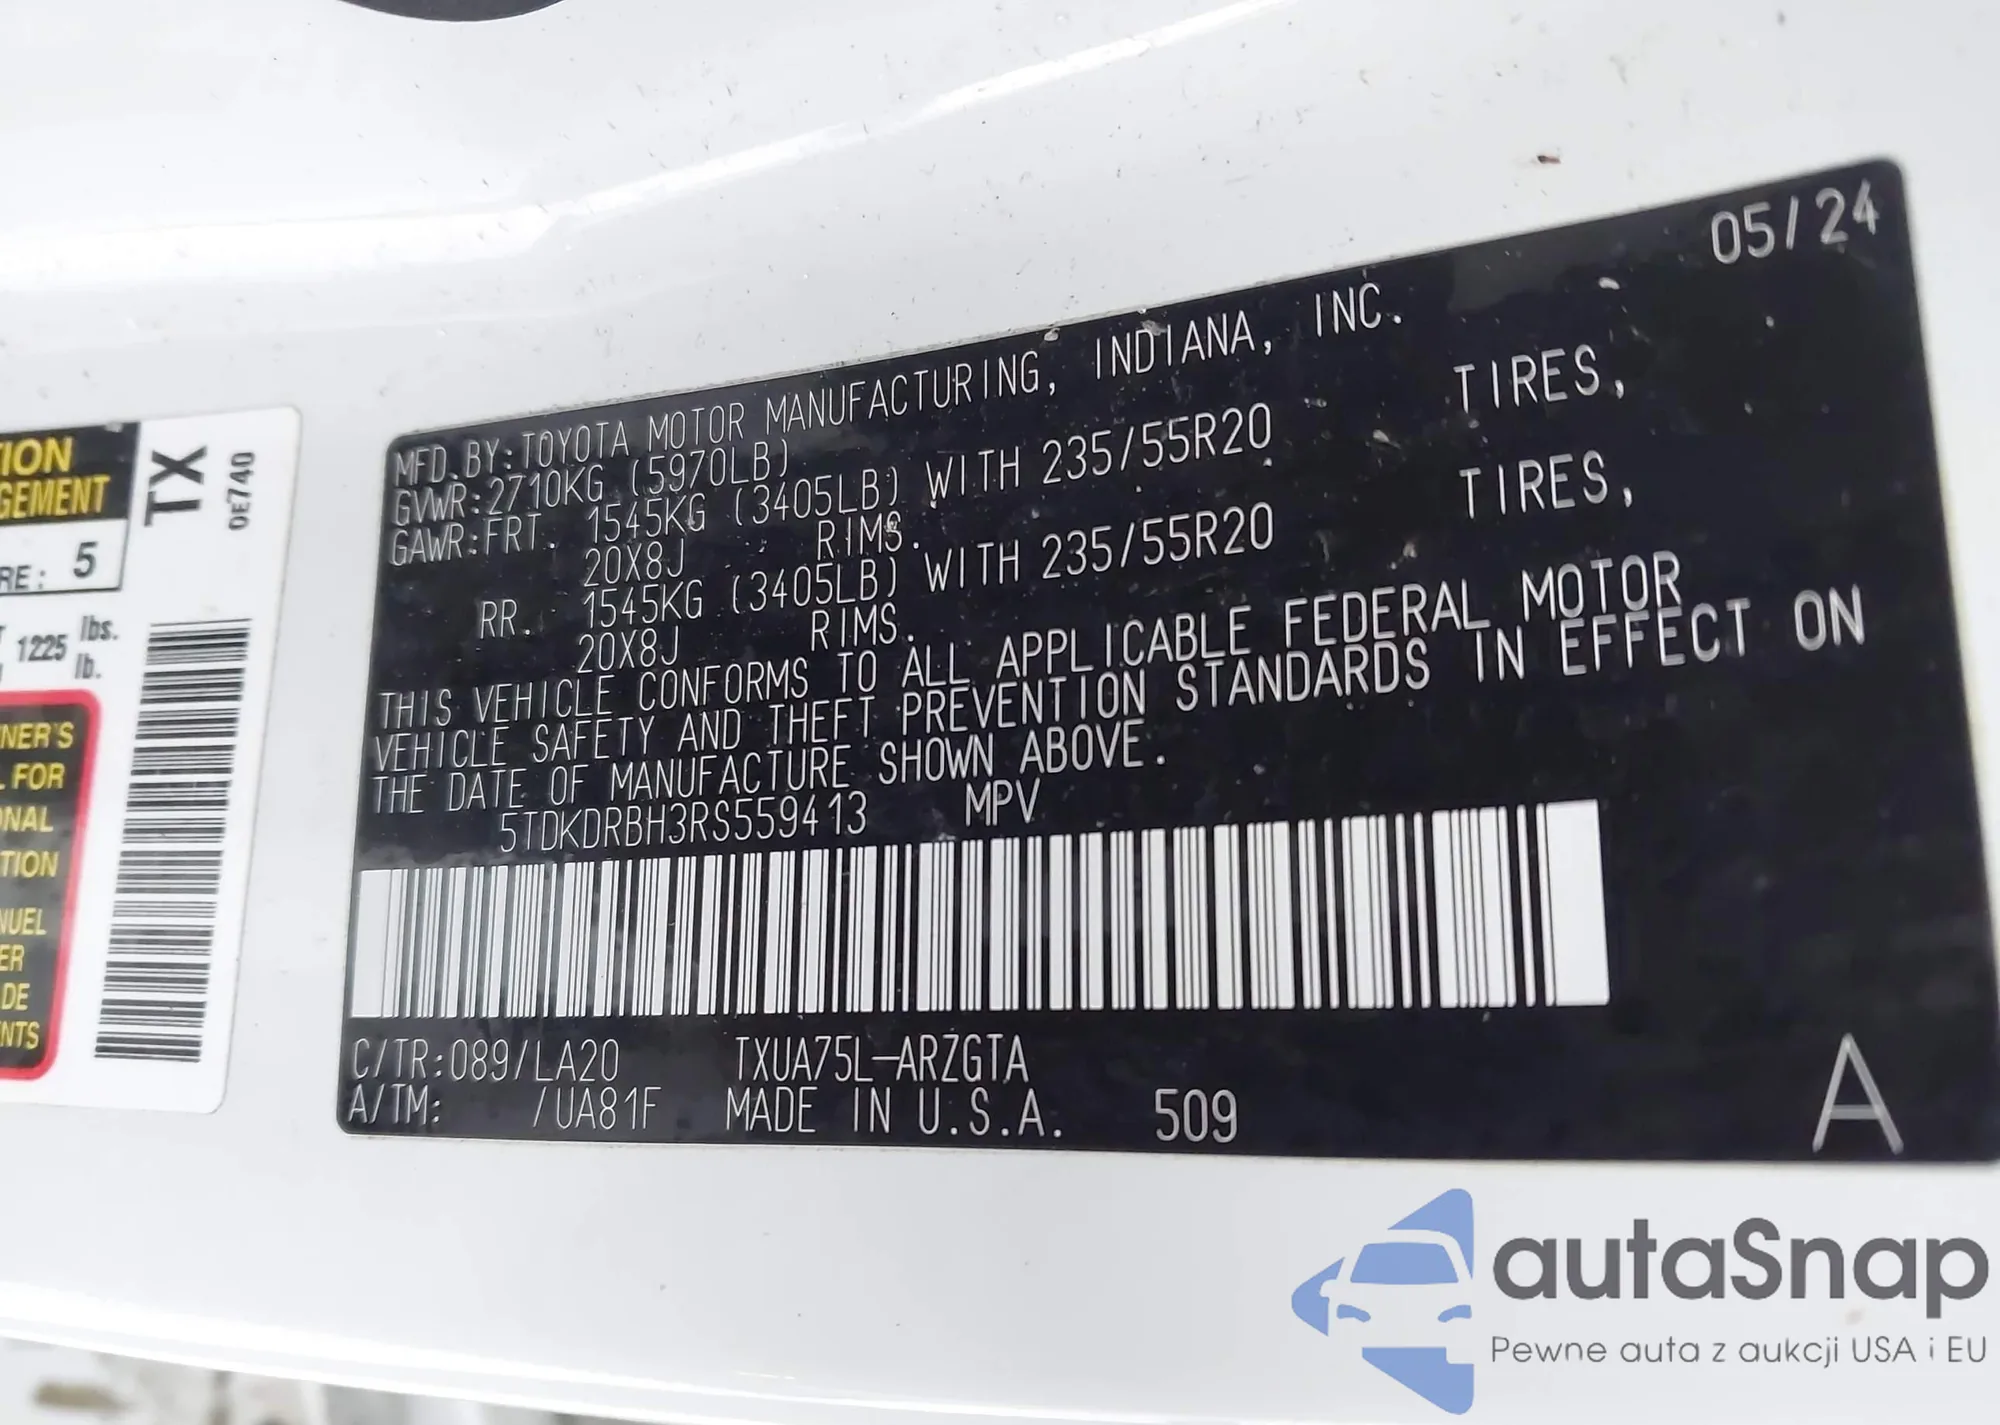 05/24
MFD.BY:TOYOTA MOTOR MANUFACTURING, INDIANA, INC.
GVWR:2710KG (5970LB)
GAWR:FRT. 1545KG (3405LB) WITH 235/55R20 TIRES,
20X8J RIMS.
RR. 1545KG (3405LB) WITH 235/55R20 TIRES,
20X8J RIMS.
THIS VEHICLE CONFORMS TO ALL APPLICABLE FEDERAL MOTOR
VEHICLE SAFETY AND THEFT PREVENTION STANDARDS IN EFFECT ON
THE DATE OF MANUFACTURE SHOWN ABOVE.
5TDKDRBH3RS559413 MPV
C/TR:089/LA20 TXUA75L-ARZGTA
A/TM: /UA81F MADE IN U.S.A. 509
A
TX
0E740
5
1225 lbs.
lb.
FOR
autaSnap
Pewne auta z aukcji USA i EU